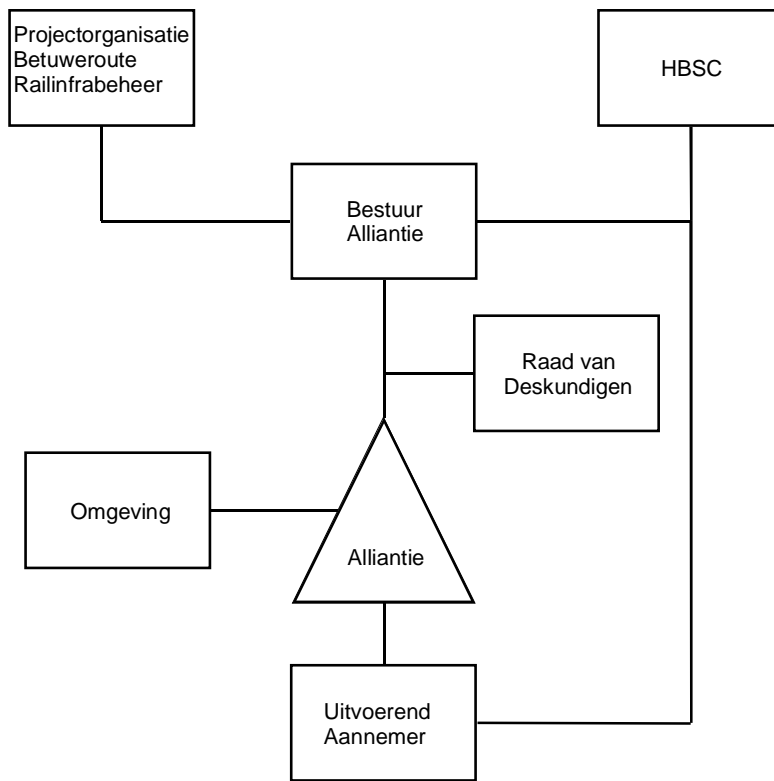 Projectorganisatie
Betuweroute
Railinfrabeheer
HBSC
Bestuur
Alliantie
Raad van
Deskundigen
Omgeving
Alliantie
Uitvoerend
Aannemer